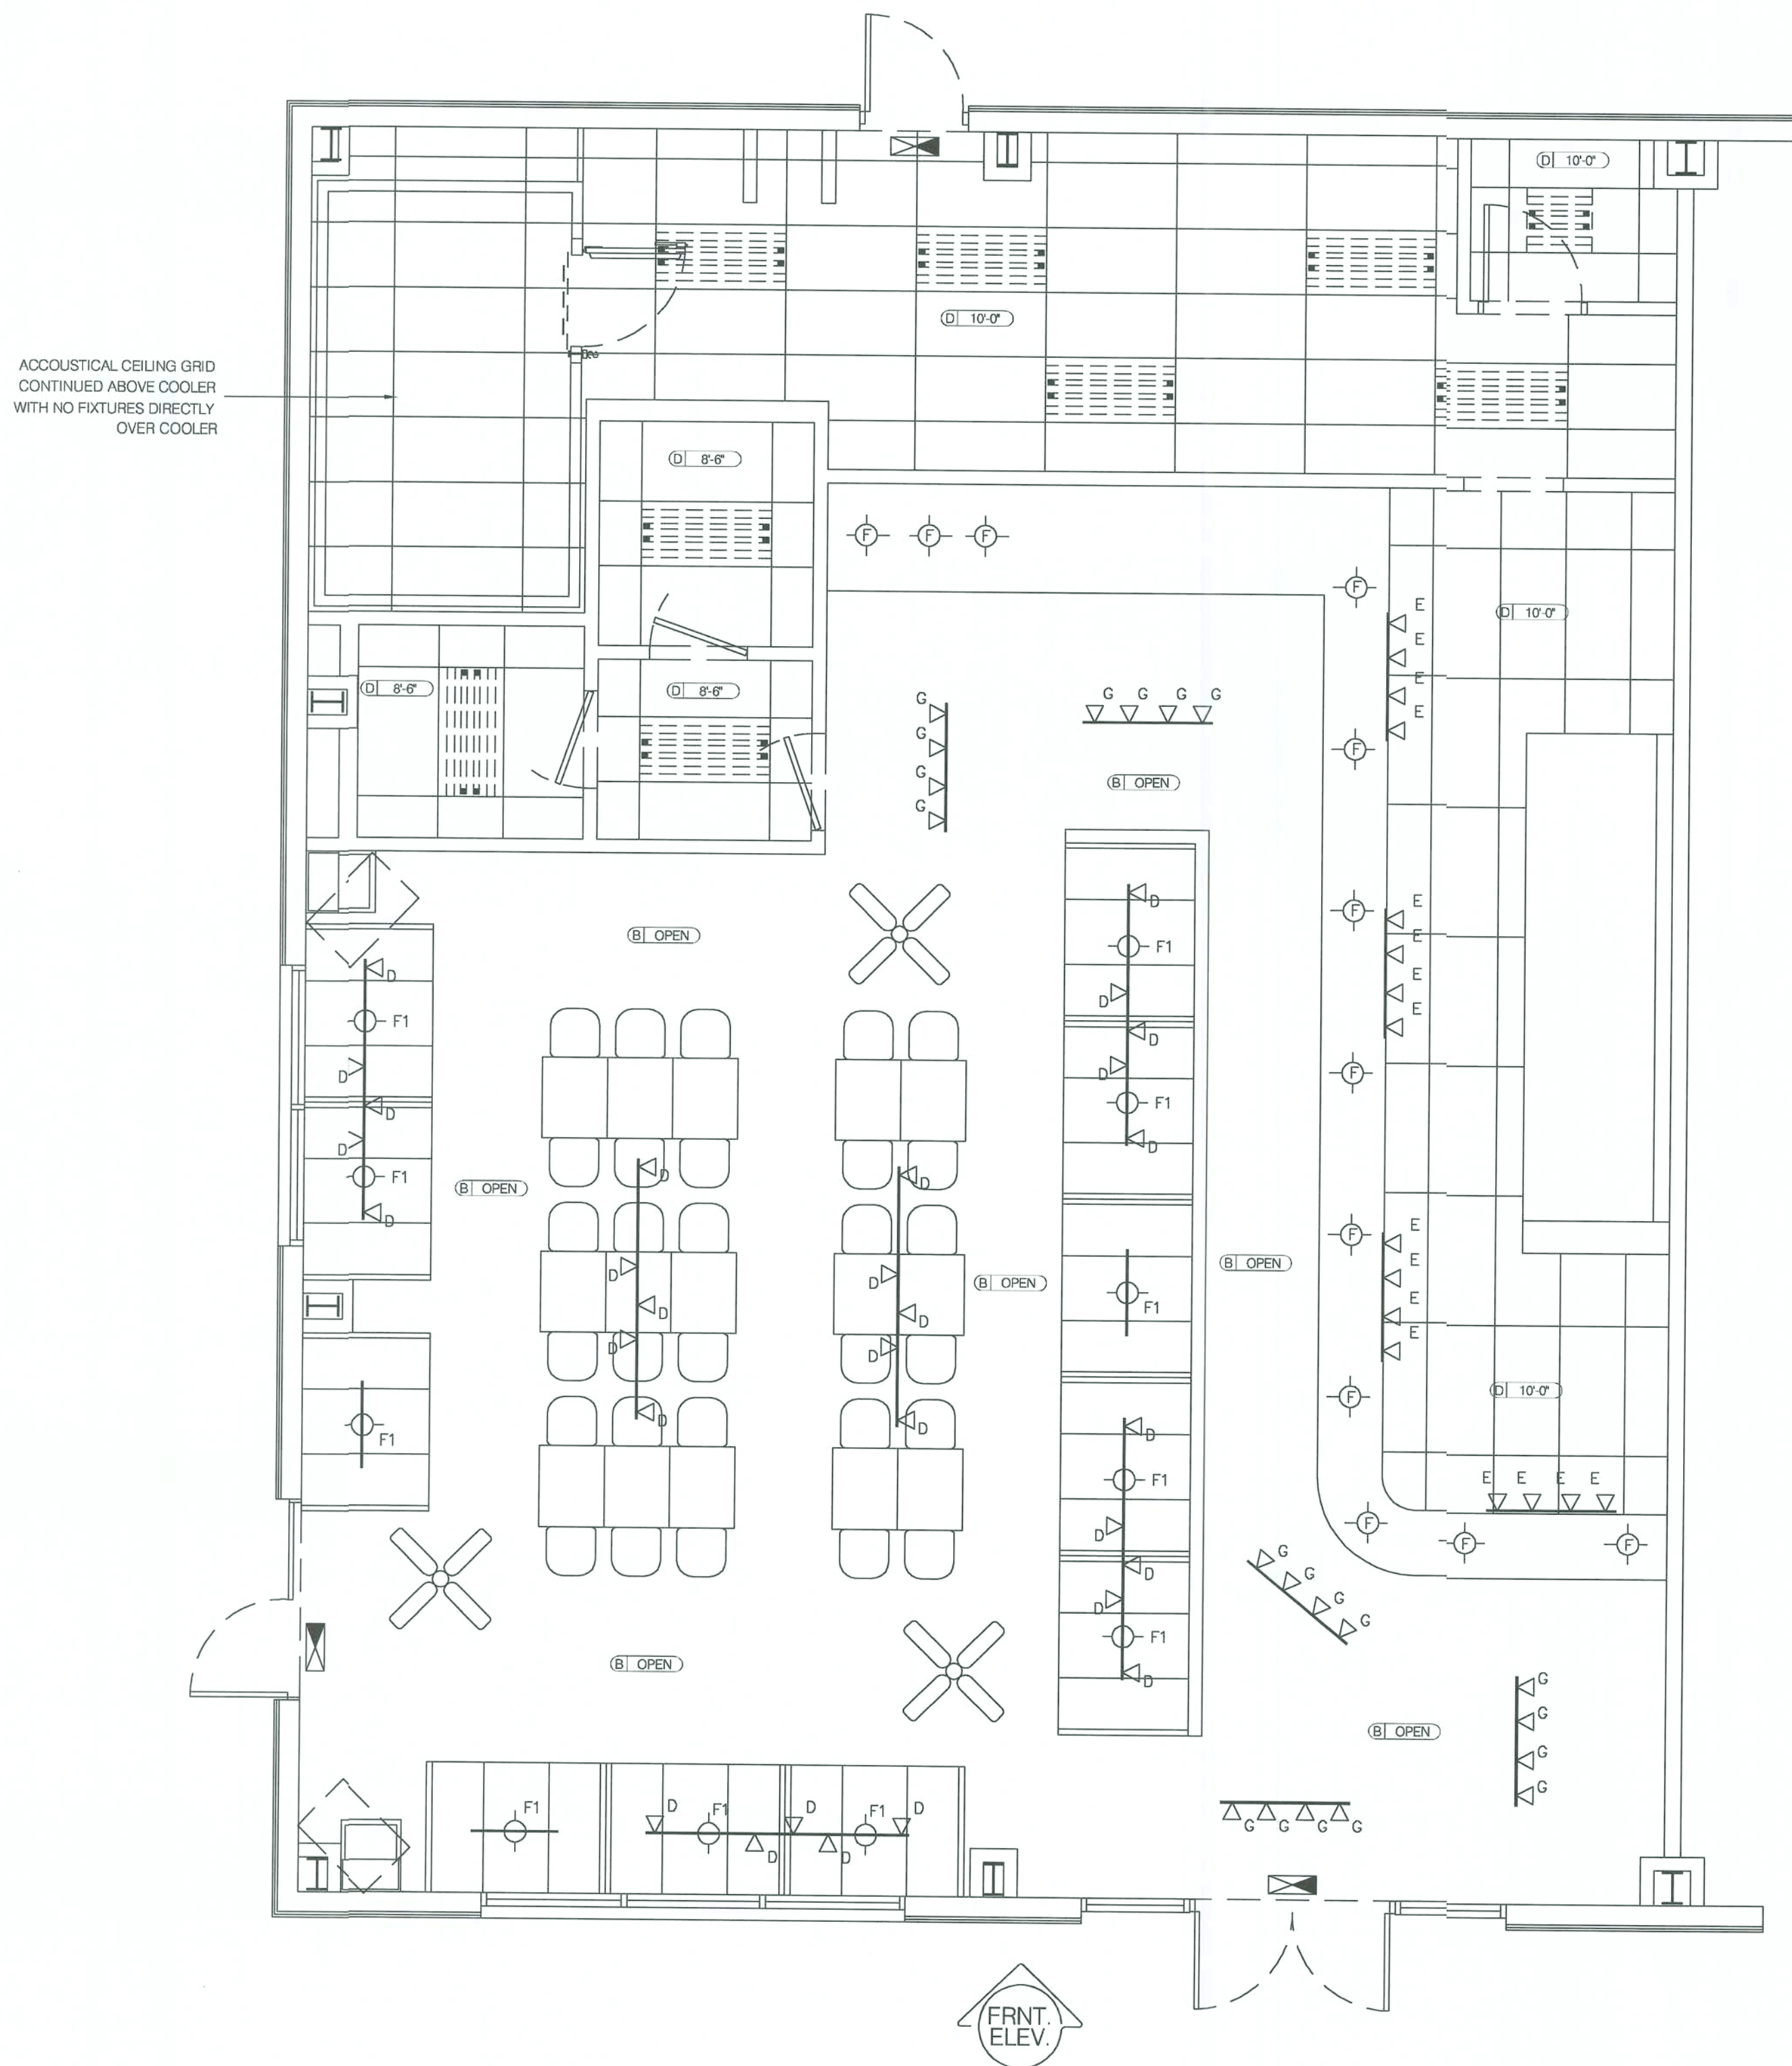 D 10'-0"
D 10'-0"
ACCOUSTICAL CEILING GRID
CONTINUED ABOVE COOLER
WITH NO FIXTURES DIRECTLY
OVER COOLER
D 8'-6"
F F F
F
E
D 10'-0"
E
E
E
D 8'-6"
D 8'-6"
G
G
G
G
G G G G
F
B OPEN
B OPEN
D
F1
D
D
D
F1
D
F
E
E
E
E
D
F1
D
D
D
F1
D
F
B OPEN
D
D
D
D
D
D
D
D
D
D
B OPEN
B OPEN
F
E
E
E
E
F1
F1
F
D 10'-0"
D
F1
D
D
D
F1
D
E E E E
F
F
F
G
G
G
G
B OPEN
B OPEN
G
G
G
G
F1
D F1 D F1 D
D D
G G G G
FRNT.
ELEV.